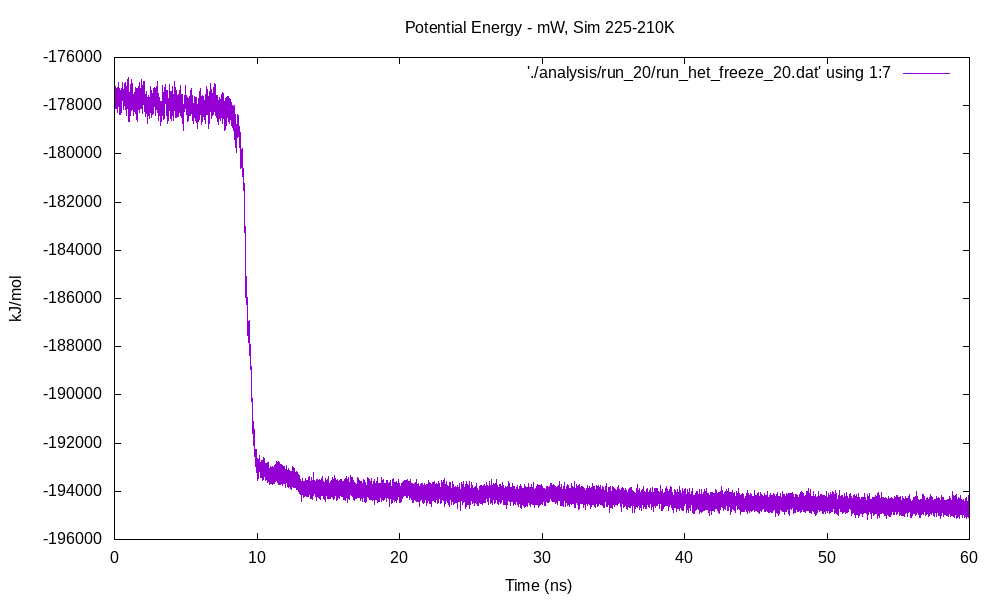 Potential Energy - mW, Sim 225-210K
'./analysis/run_20/run_het_freeze_20.dat' using 1:7
-176000
-178000
-180000
-182000
-184000
-186000
-188000
-190000
-192000
-194000
-196000
kJ/mol
0 10 20 30 40 50 60
Time (ns)